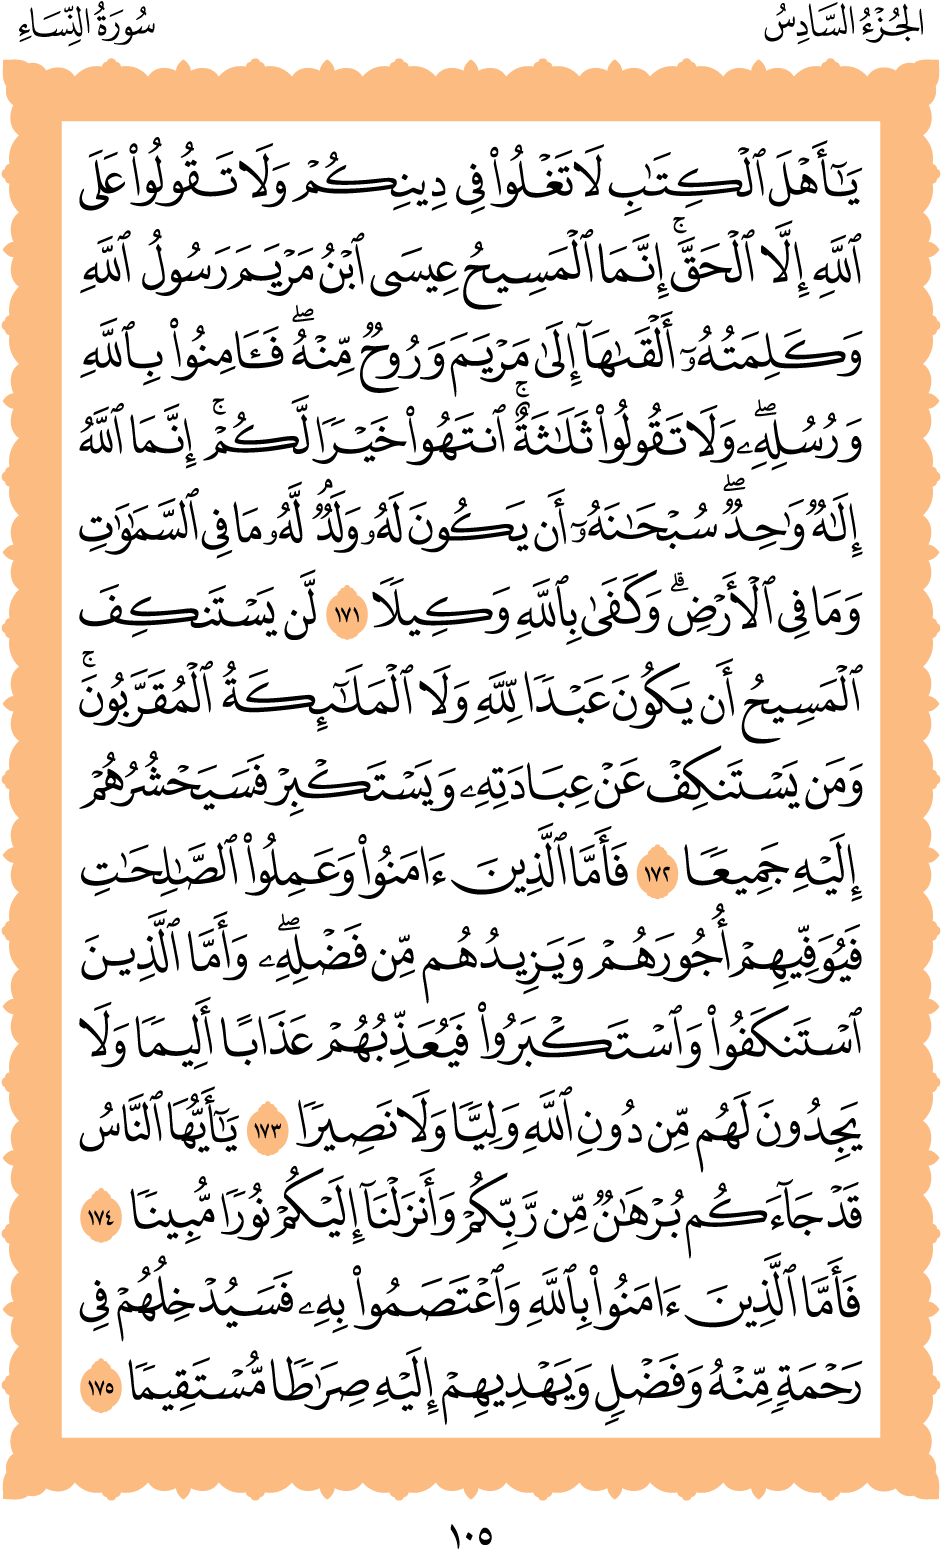 الجُزْءُ السَّادِسُ
سُورَةُ النِّسَاءِ
يَٰٓأَهْلَ ٱلْكِتَٰبِ لَا تَغْلُوا۟ فِى دِينِكُمْ وَلَا تَقُولُوا۟ عَلَى
ٱللَّهِ إِلَّا ٱلْحَقَّ ۚ إِنَّمَا ٱلْمَسِيحُ عِيسَى ٱبْنُ مَرْيَمَ رَسُولُ ٱللَّهِ
وَكَلِمَتُهُۥٓ أَلْقَىٰهَآ إِلَىٰ مَرْيَمَ وَرُوحٌ مِّنْهُ ۖ فَـَٔامِنُوا۟ بِٱللَّهِ
وَرُسُلِهِۦ ۖ وَلَا تَقُولُوا۟ ثَلَٰثَةٌ ۚ ٱنتَهُوا۟ خَيْرًا لَّكُمْ ۚ إِنَّمَا ٱللَّهُ
إِلَٰهٌ وَٰحِدٌ ۖ سُبْحَٰنَهُۥٓ أَن يَكُونَ لَهُۥ وَلَدٌ ۘ لَّهُۥ مَا فِى ٱلسَّمَٰوَٰتِ
وَمَا فِى ٱلْأَرْضِ ۗ وَكَفَىٰ بِٱللَّهِ وَكِيلًا ١٧١ لَّن يَسْتَنكِفَ
ٱلْمَسِيحُ أَن يَكُونَ عَبْدًا لِّلَّهِ وَلَا ٱلْمَلَٰٓئِكَةُ ٱلْمُقَرَّبُونَ ۚ
وَمَن يَسْتَنكِفْ عَنْ عِبَادَتِهِۦ وَيَسْتَكْبِرْ فَسَيَحْشُرُهُمْ
إِلَيْهِ جَمِيعًا ١٧٢ فَأَمَّا ٱلَّذِينَ ءَامَنُوا۟ وَعَمِلُوا۟ ٱلصَّٰلِحَٰتِ
فَيُوَفِّيهِمْ أُجُورَهُمْ وَيَزِيدُهُم مِّن فَضْلِهِۦ ۖ وَأَمَّا ٱلَّذِينَ
ٱسْتَنكَفُوا۟ وَٱسْتَكْبَرُوا۟ فَيُعَذِّبُهُمْ عَذَابًا أَلِيمًا وَلَا
يَجِدُونَ لَهُم مِّن دُونِ ٱللَّهِ وَلِيًّا وَلَا نَصِيرًا ١٧٣ يَٰٓأَيُّهَا ٱلنَّاسُ
قَدْ جَآءَكُم بُرْهَٰنٌ مِّن رَّبِّكُمْ وَأَنزَلْنَآ إِلَيْكُمْ نُورًا مُّبِينًا ١٧٤
فَأَمَّا ٱلَّذِينَ ءَامَنُوا۟ بِٱللَّهِ وَٱعْتَصَمُوا۟ بِهِۦ فَسَيُدْخِلُهُمْ فِى
رَحْمَةٍ مِّنْهُ وَفَضْلٍ وَيَهْدِيهِمْ إِلَيْهِ صِرَٰطًا مُّسْتَقِيمًا ١٧٥
١٠٥